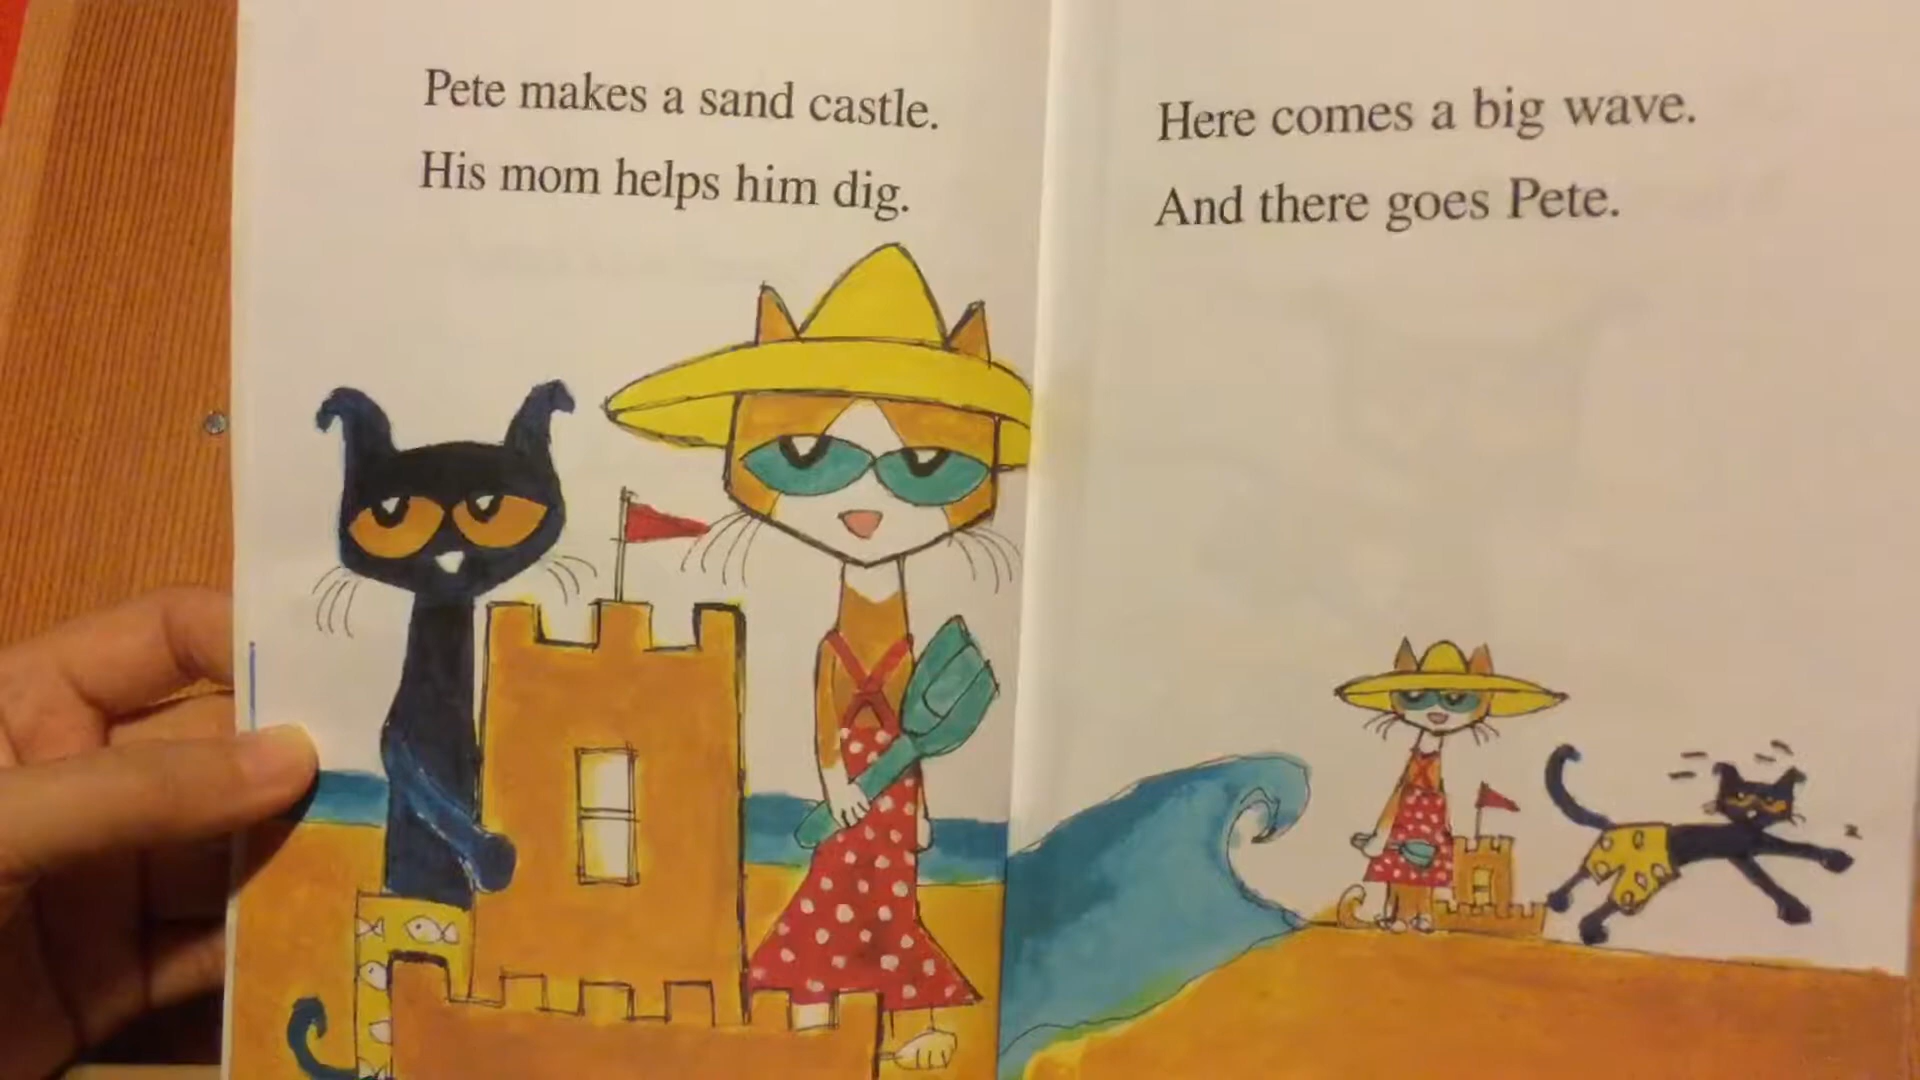 Pete makes a sand castle.
His mom helps him dig.
Here comes a big wave.
And there goes Pete.